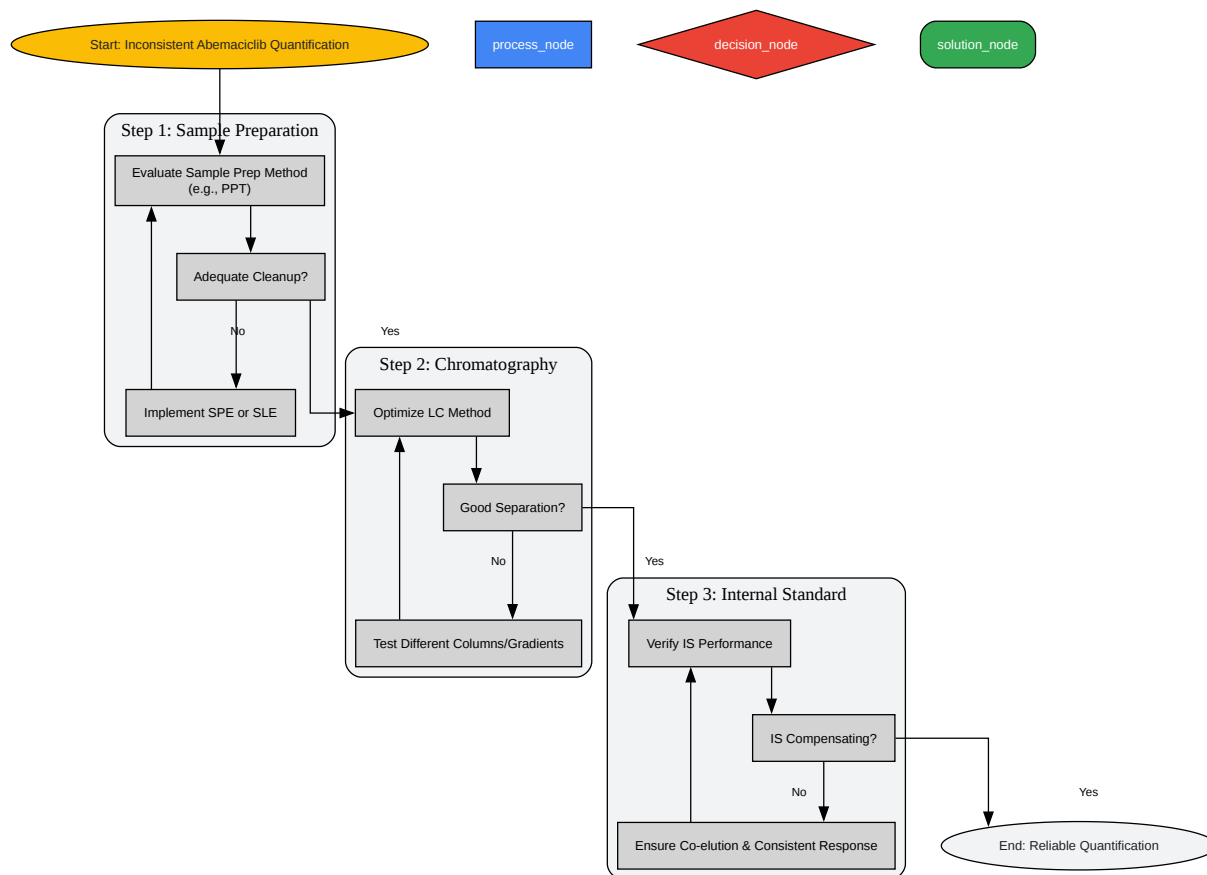 Start: Inconsistent Abemaciclib Quantification
process_node
decision_node
solution_node
Step 1: Sample Preparation
Evaluate Sample Prep Method
(e.g., PPT)
Adequate Cleanup?
No
Yes
Implement SPE or SLE
Step 2: Chromatography
Optimize LC Method
Good Separation?
No
Yes
Test Different Columns/Gradients
Step 3: Internal Standard
Verify IS Performance
IS Compensating?
No
Yes
Ensure Co-elution & Consistent Response
End: Reliable Quantification